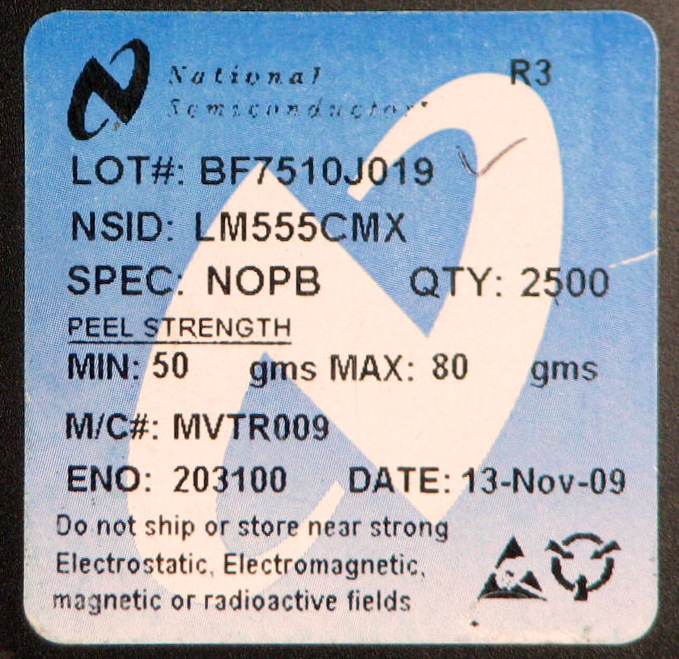 National
Semiconductor
R3
LOT#: BF7510J019
NSID: LM555CMX
SPEC: NOPB QTY: 2500
PEEL STRENGTH
MIN: 50 gms MAX: 80 gms
M/C#: MVTR009
ENO: 203100 DATE: 13-Nov-09
Do not ship or store near strong
Electrostatic, Electromagnetic,
magnetic or radioactive fields